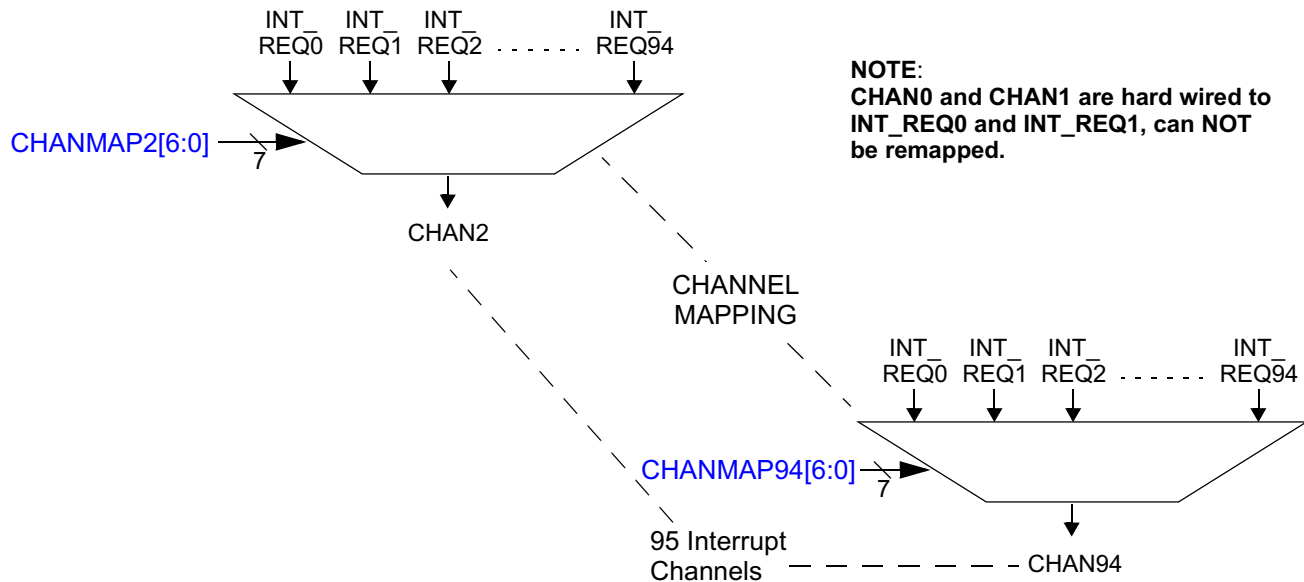 INT_ INT_ INT_ INT_
REQ0 REQ1 REQ2 REQ94
NOTE:
CHAN0 and CHAN1 are hard wired to
INT_REQ0 and INT_REQ1, can NOT
be remapped.
CHANMAP2[6:0]
7
CHAN2
CHANNEL
MAPPING
INT_ INT_ INT_ INT_
REQ0 REQ1 REQ2 REQ94
CHANMAP94[6:0]
7
95 Interrupt
Channels
CHAN94